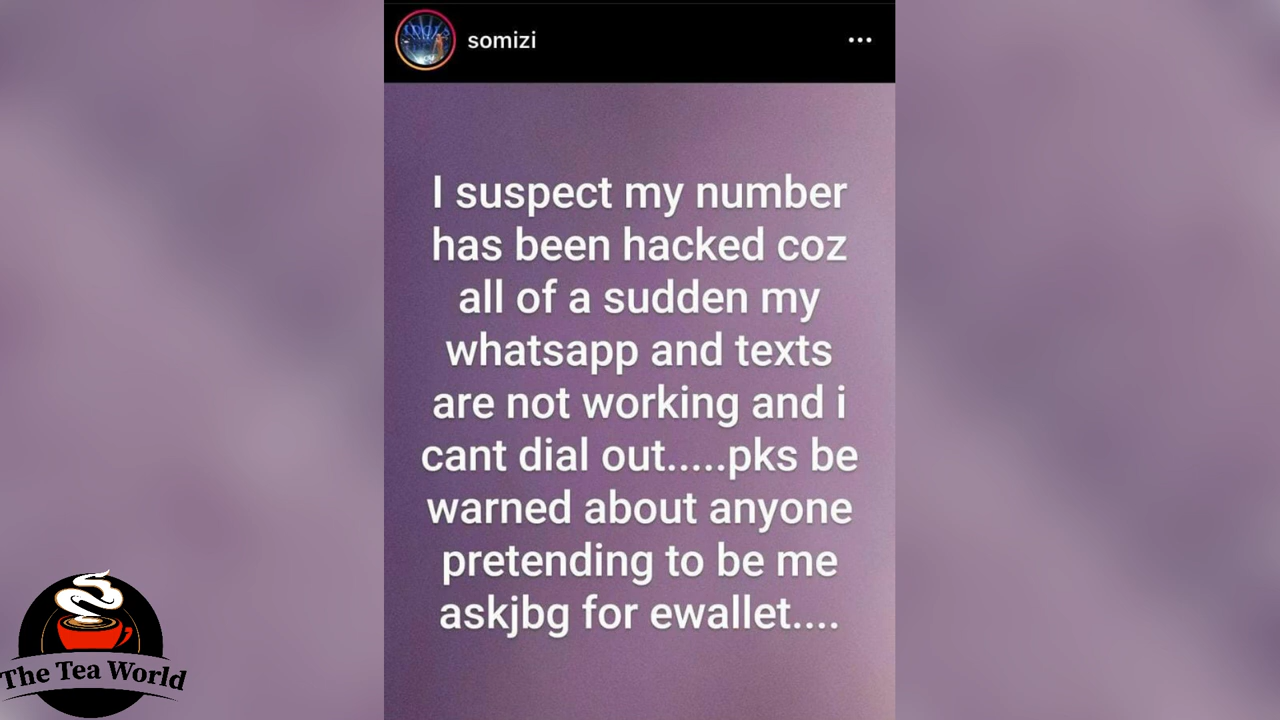 somizi
I suspect my number
has been hacked coz
all of a sudden my
whatsapp and texts
are not working and i
cant dial out.....pks be
warned about anyone
pretending to be me
askjbg for ewallet....
The Tea World